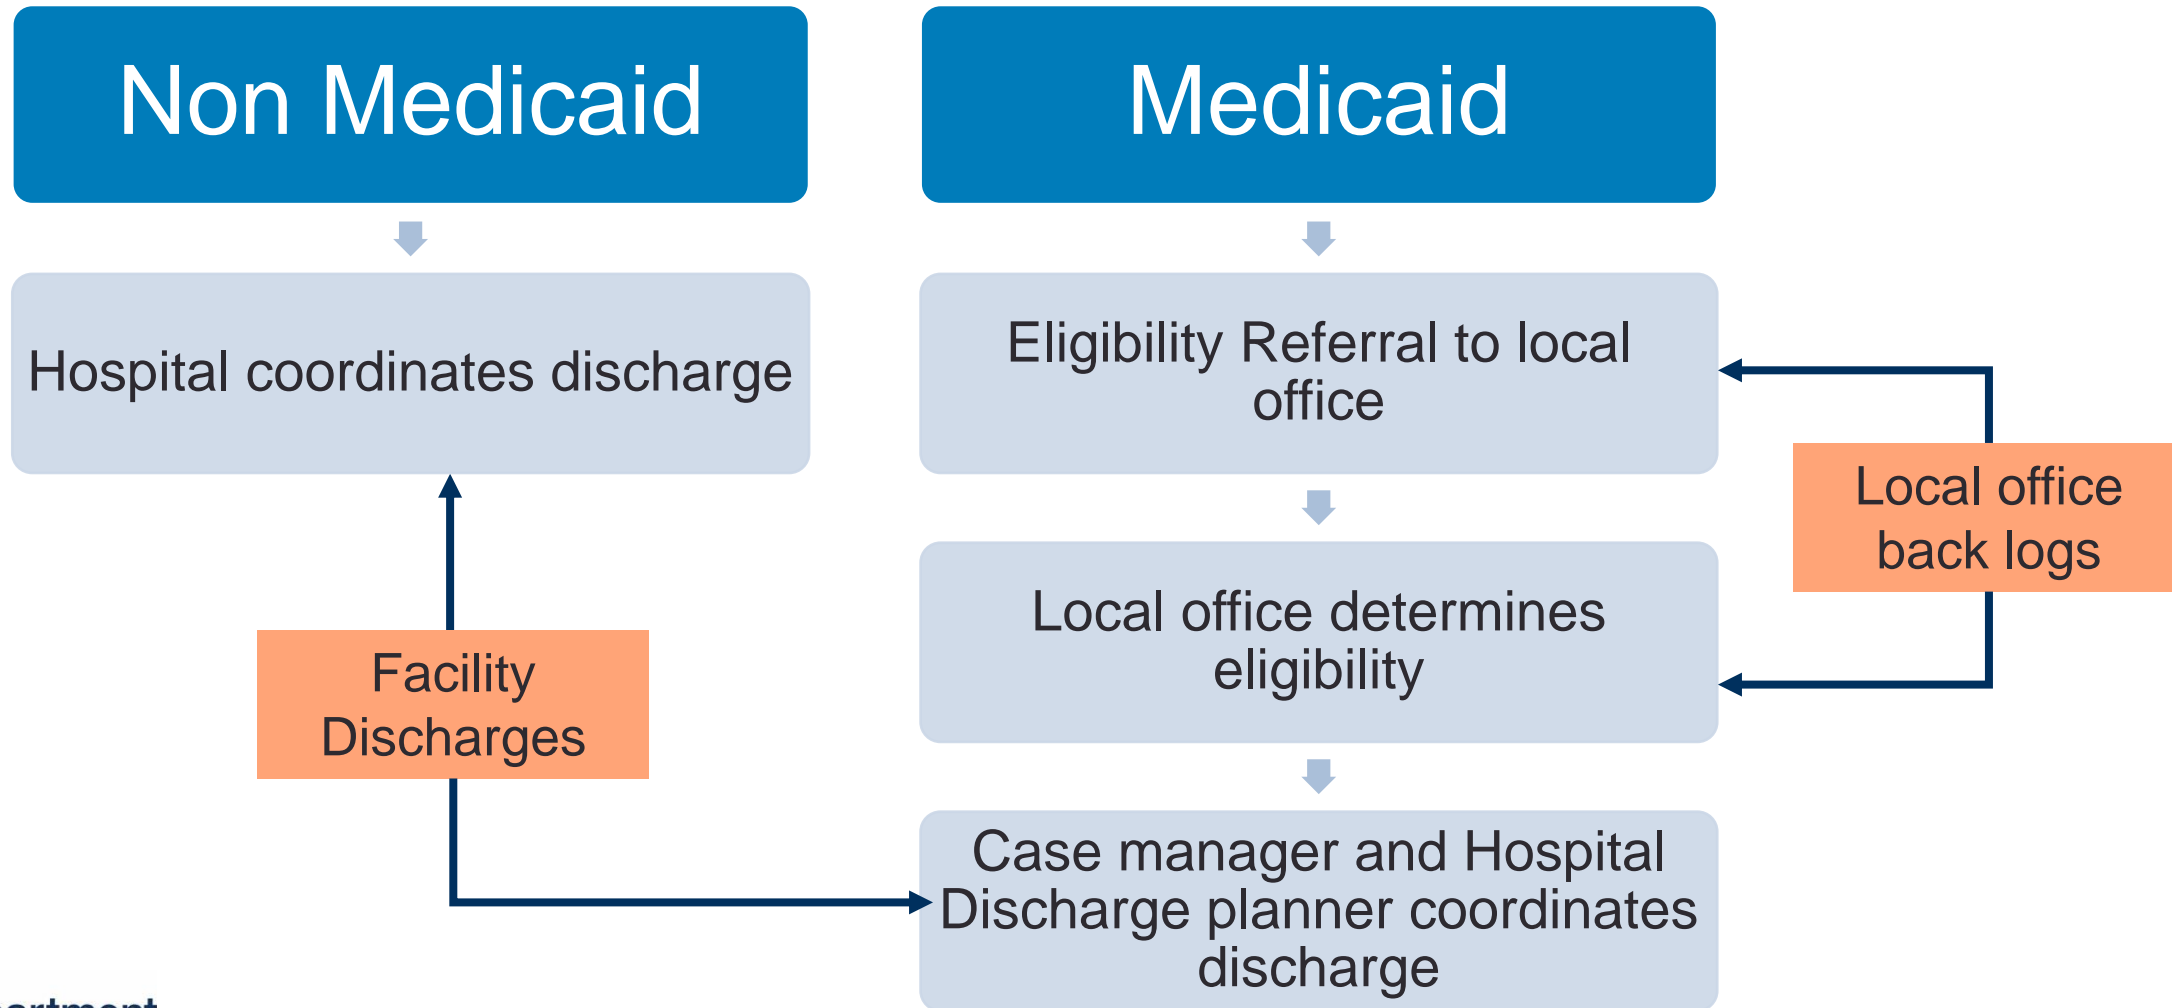 Non Medicaid
Medicaid
Hospital coordinates discharge
Eligibility Referral to local
office
Local office
back logs
Local office determines
eligibility
Facility
Discharges
Case manager and Hospital
Discharge planner coordinates
discharge